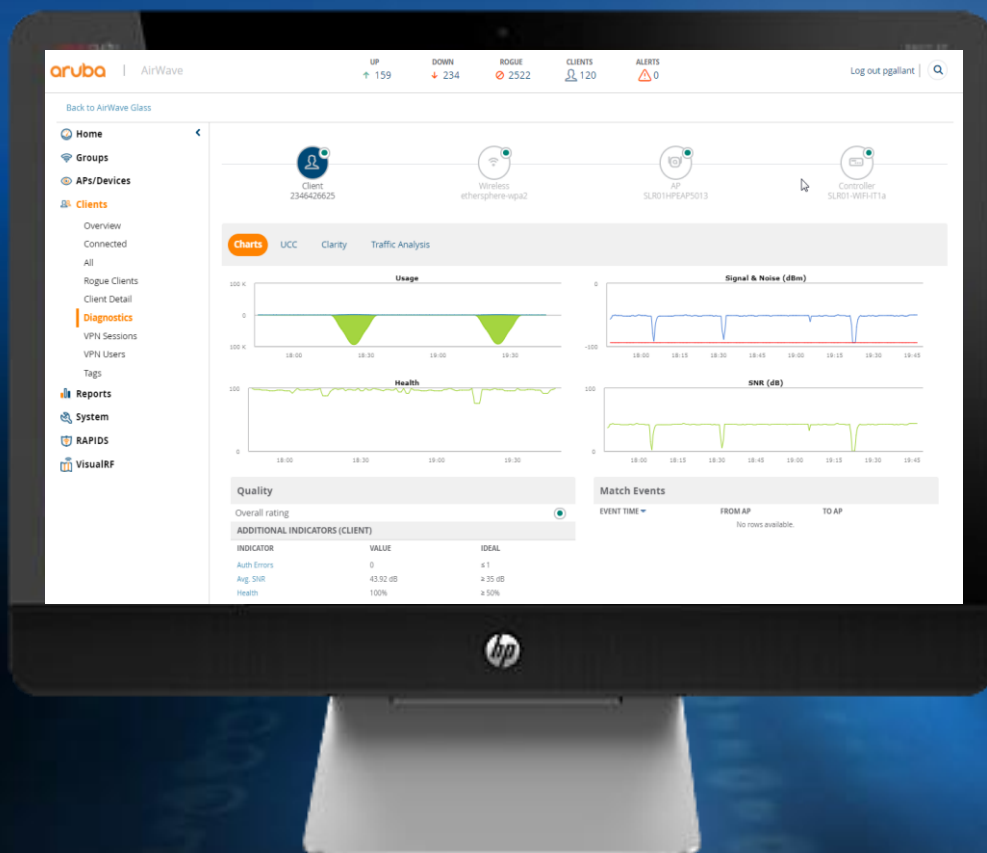 aruba | AirWave
UP DOWN ROGUE CLIENTS ALERTS
159 234 2522 120 0
Log out pgallant |
Back to AirWave Glass
Home
Groups
APs/Devices
Clients
Overview
Connected
All
Rogue Clients
Client Detail
Diagnostics
VPN Sessions
VPN Users
Tags
Reports
System
RAPIDS
VisualRF
Client Wireless AP Controller
2346426625 ethersphere-wpa2 SLR01HPEAP5013 SLR01-WIFI-IT1a
Charts UCC Clarity Traffic Analysis
Usage
100 K
0
100 K
18:00 18:30 19:00 19:30
Signal & Noise (dBm)
0
-100
18:00 18:15 18:30 18:45 19:00 19:15 19:30 19:45
Health
100
0
18:00 18:30 19:00 19:30
SNR (dB)
100
0
18:00 18:15 18:30 18:45 19:00 19:15 19:30 19:45
Quality
Overall rating
ADDITIONAL INDICATORS (CLIENT)
INDICATOR VALUE IDEAL
Auth Errors 0 ≤ 1
Avg. SNR 43.92 dB ≥ 35 dB
Health 100% ≥ 50%
Match Events
EVENT TIME FROM AP TO AP
No rows available.
hp